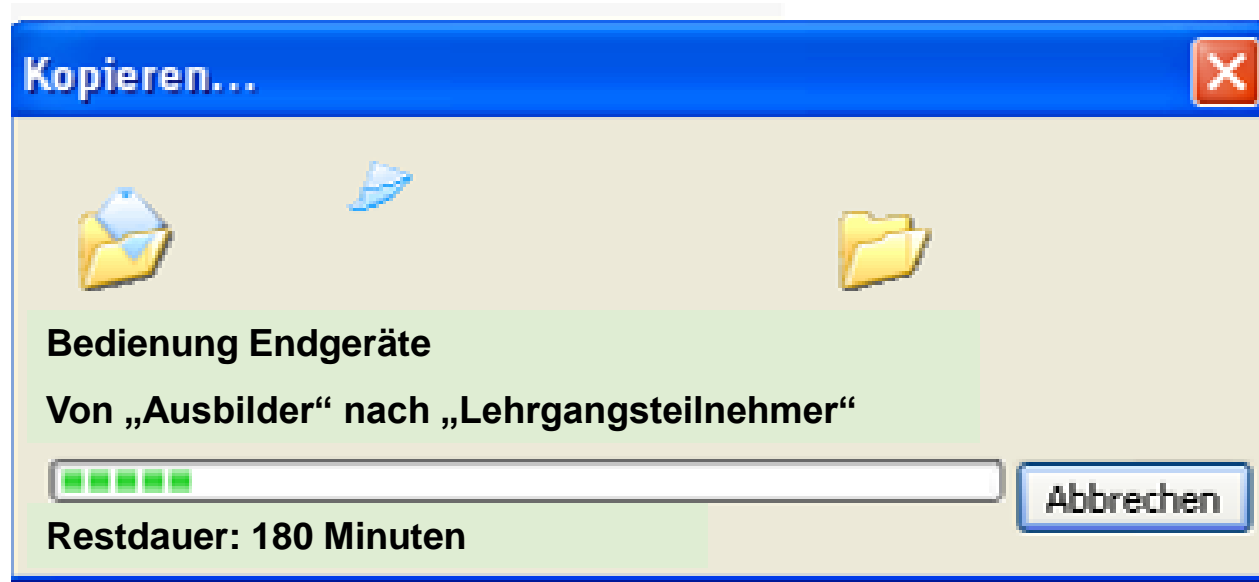 Kopieren...
Bedienung Endgeräte
Von „Ausbilder“ nach „Lehrgangsteilnehmer“
Abbrechen
Restdauer: 180 Minuten